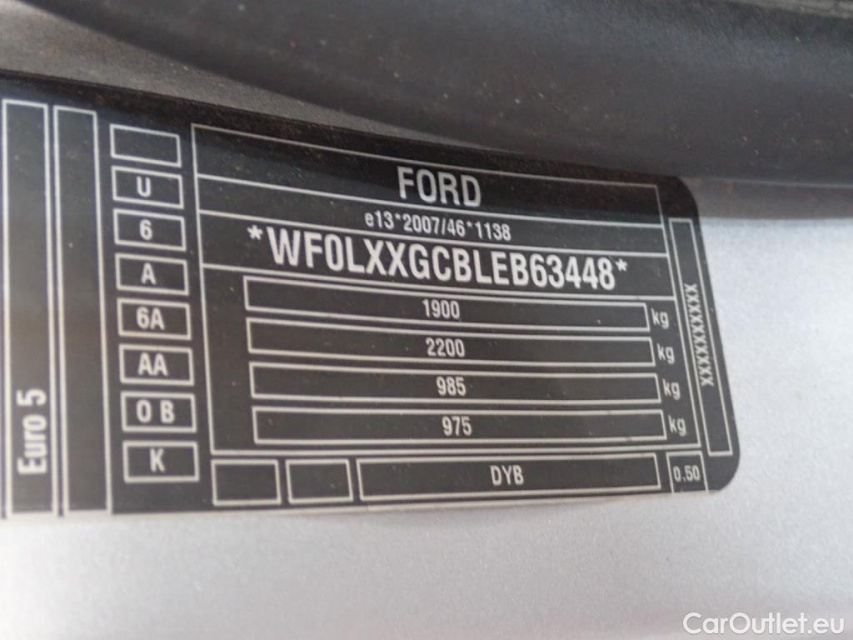 FORD
e13*2007/46*1138
*WF0LXXGCBLEB63448*
1900 kg
2200 kg
985 kg
975 kg
XXXXXXXXXX
DYB
0.50
U
6
A
6A
AA
0 B
K
Euro 5
CarOutlet.eu